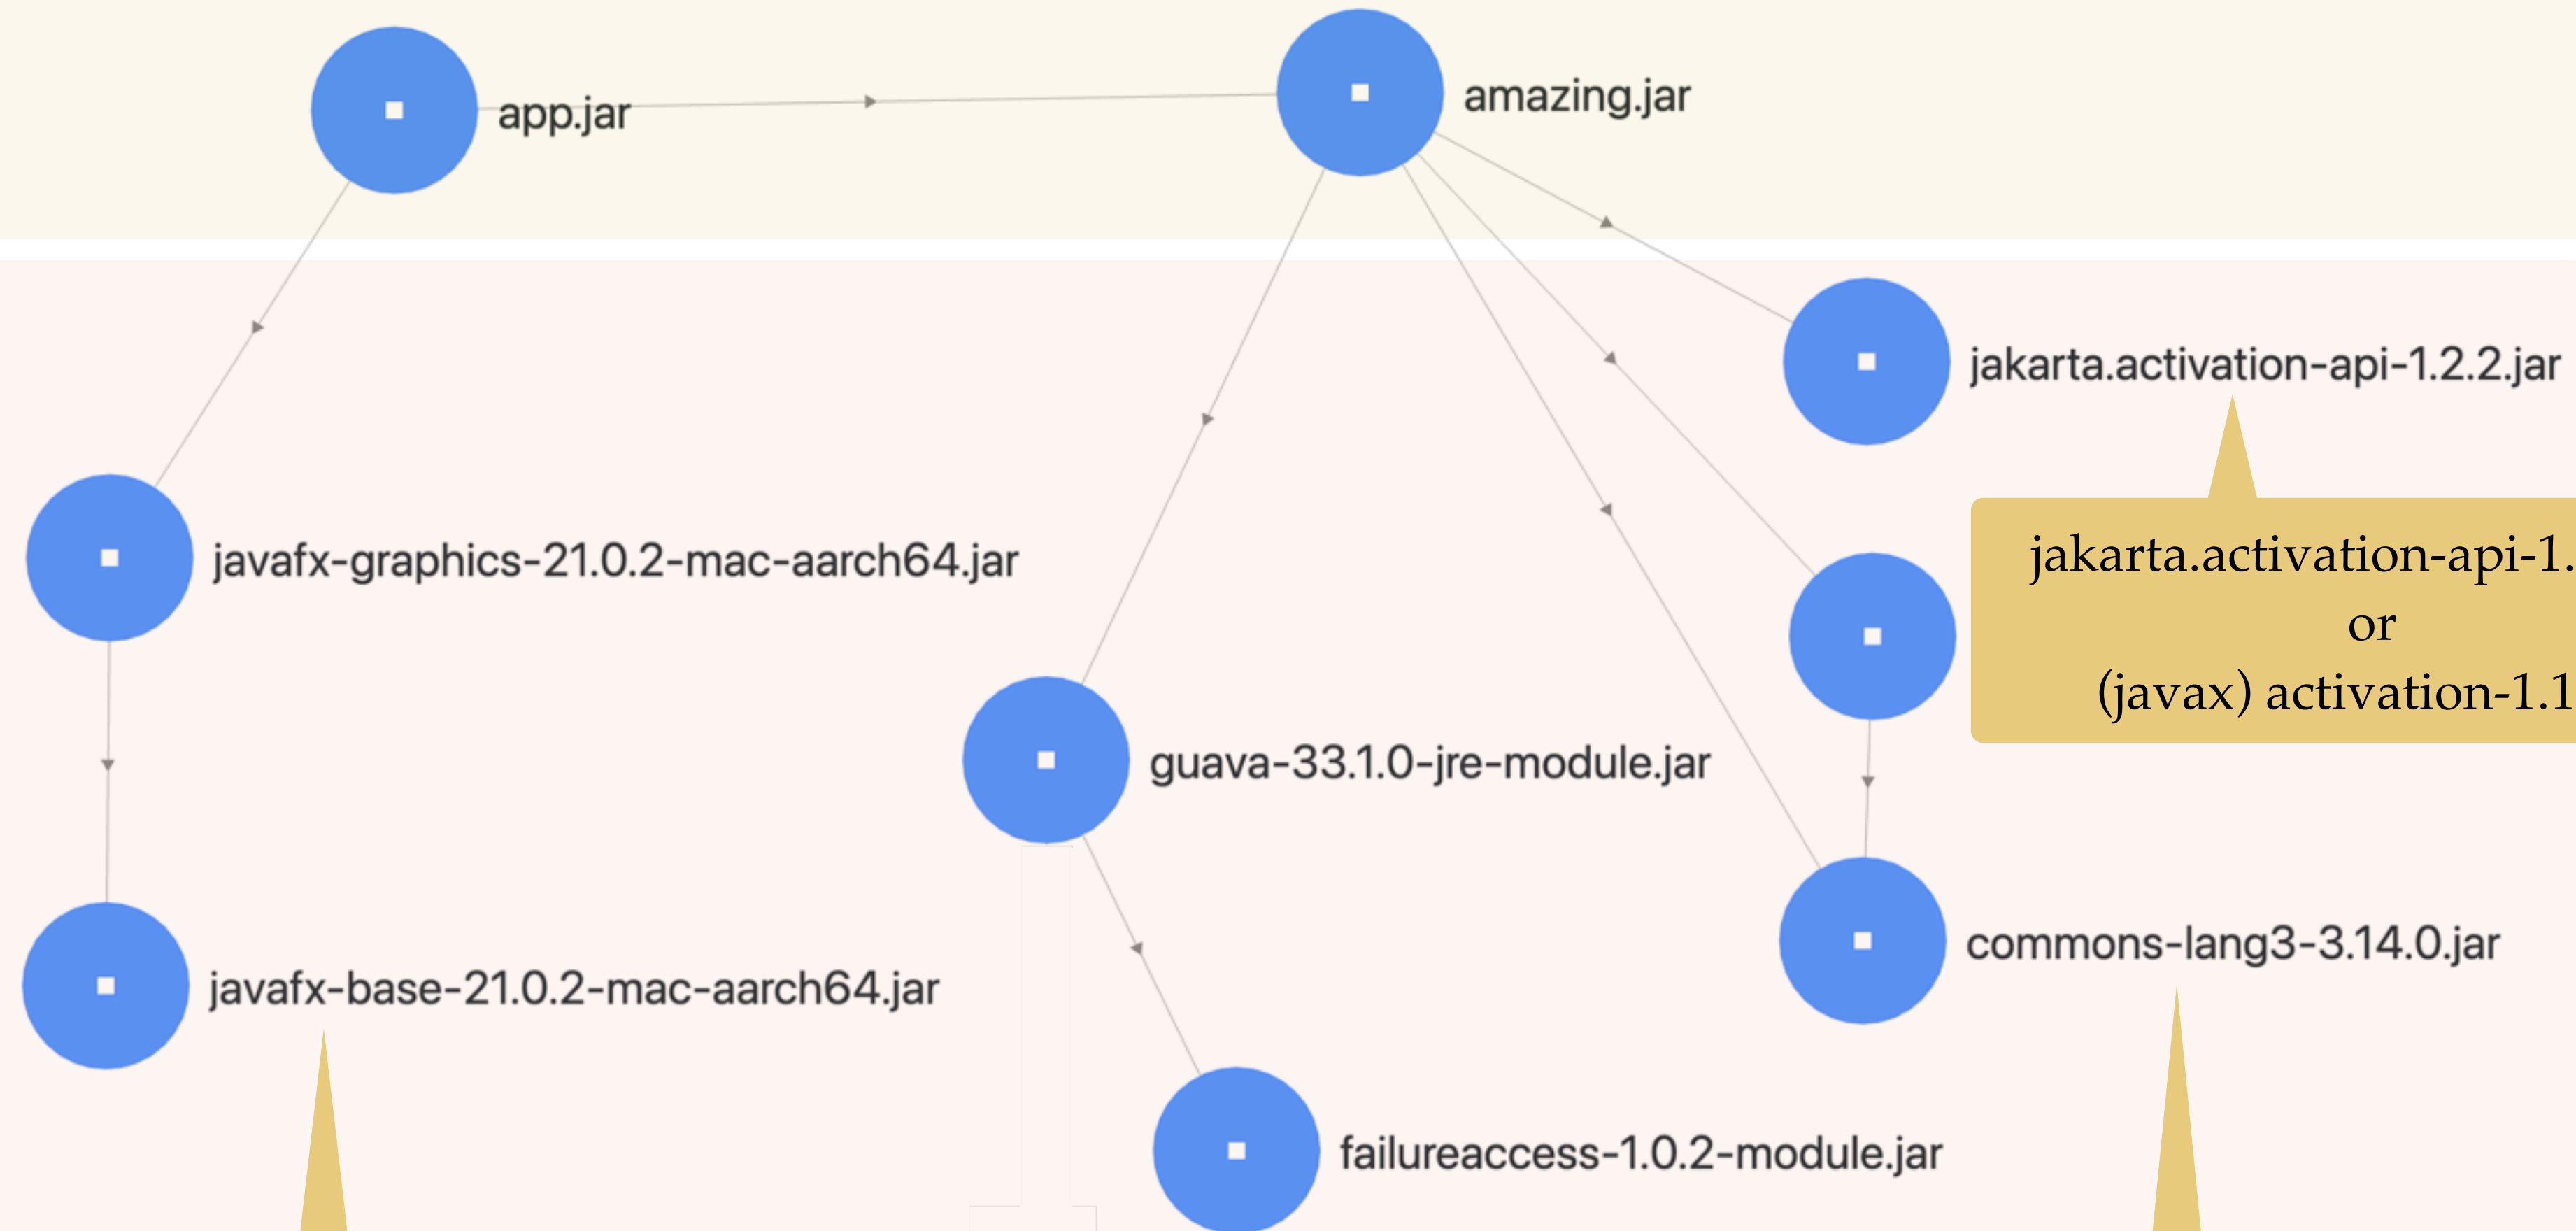 app.jar
amazing.jar
jakarta.activation-api-1.2.2.jar
javafx-graphics-21.0.2-mac-aarch64.jar
jakarta.activation-api-1.
or
(javax) activation-1.1
guava-33.1.0-jre-module.jar
commons-lang3-3.14.0.jar
javafx-base-21.0.2-mac-aarch64.jar
failureaccess-1.0.2-module.jar